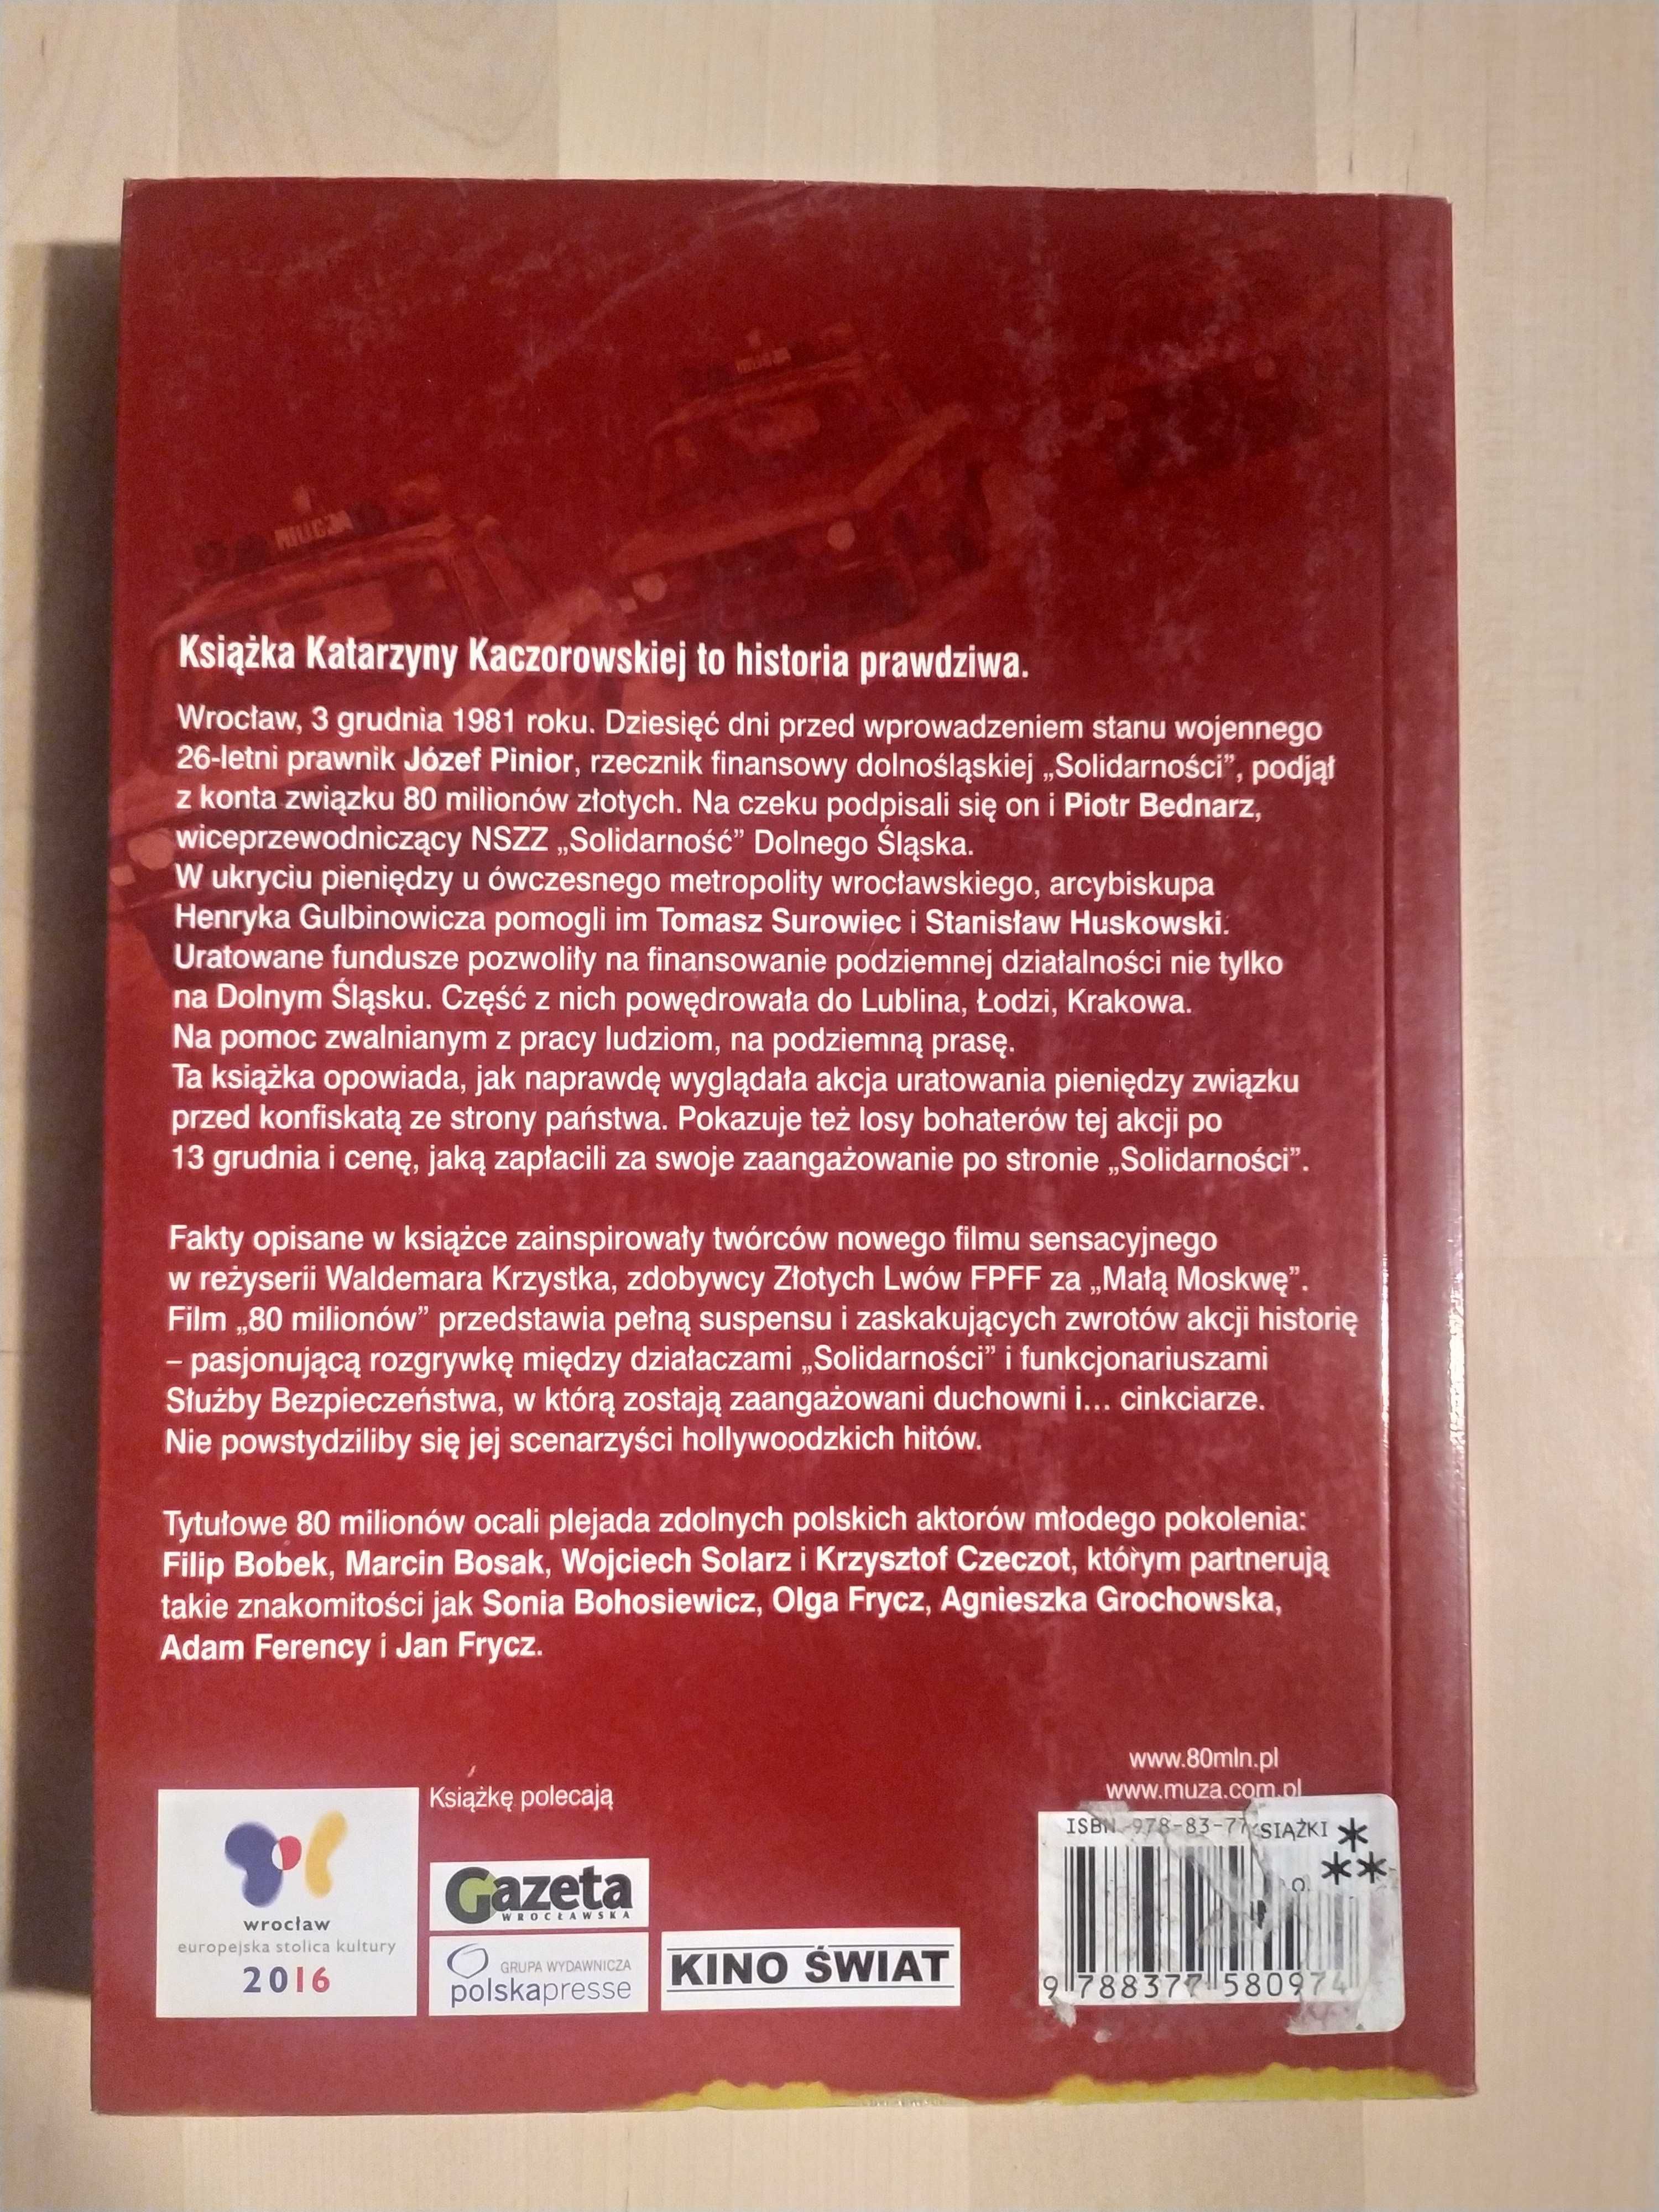 MILICJA
Książka Katarzyny Kaczorowskiej to historia prawdziwa.
Wrocław, 3 grudnia 1981 roku. Dziesięć dni przed wprowadzeniem stanu wojennego
26-letni prawnik Józef Pinior, rzecznik finansowy dolnośląskiej „Solidarności”, podjął
z konta związku 80 milionów złotych. Na czeku podpisali się on i Piotr Bednarz,
wiceprzewodniczący NSZZ „Solidarność” Dolnego Śląska.
W ukryciu pieniędzy u ówczesnego metropolity wrocławskiego, arcybiskupa
Henryka Gulbinowicza pomogli im Tomasz Surowiec i Stanisław Huskowski.
Uratowane fundusze pozwoliły na finansowanie podziemnej działalności nie tylko
na Dolnym Śląsku. Część z nich powędrowała do Lublina, Łodzi, Krakowa.
Na pomoc zwalnianym z pracy ludziom, na podziemną prasę.
Ta książka opowiada, jak naprawdę wyglądała akcja uratowania pieniędzy związku
przed konfiskatą ze strony państwa. Pokazuje też losy bohaterów tej akcji po
13 grudnia i cenę, jaką zapłacili za swoje zaangażowanie po stronie „Solidarności”.
Fakty opisane w książce zainspirowały twórców nowego filmu sensacyjnego
w reżyserii Waldemara Krzystka, zdobywcy Złotych Lwów FPFF za „Małą Moskwę”.
Film „80 milionów” przedstawia pełną suspensu i zaskakujących zwrotów akcji historię
– pasjonującą rozgrywkę między działaczami „Solidarności” i funkcjonariuszami
Służby Bezpieczeństwa, w którą zostają zaangażowani duchowni i... cinkciarze.
Nie powstydziliby się jej scenarzyści hollywoodzkich hitów.
Tytułowe 80 milionów ocali plejada zdolnych polskich aktorów młodego pokolenia:
Filip Bobek, Marcin Bosak, Wojciech Solarz i Krzysztof Czeczot, którym partnerują
takie znakomitości jak Sonia Bohosiewicz, Olga Frycz, Agnieszka Grochowska,
Adam Ferency i Jan Frycz.
www.80mln.pl
www.muza.com.pl
Książkę polecają
wrocław
europejska stolica kultury
2016
Gazeta
WROCŁAWSKA
GRUPA WYDAWNICZA
polskapresse
KINO ŚWIAT
ISBN 978-83-77
SIĄŻKI ***
9 788377 580974